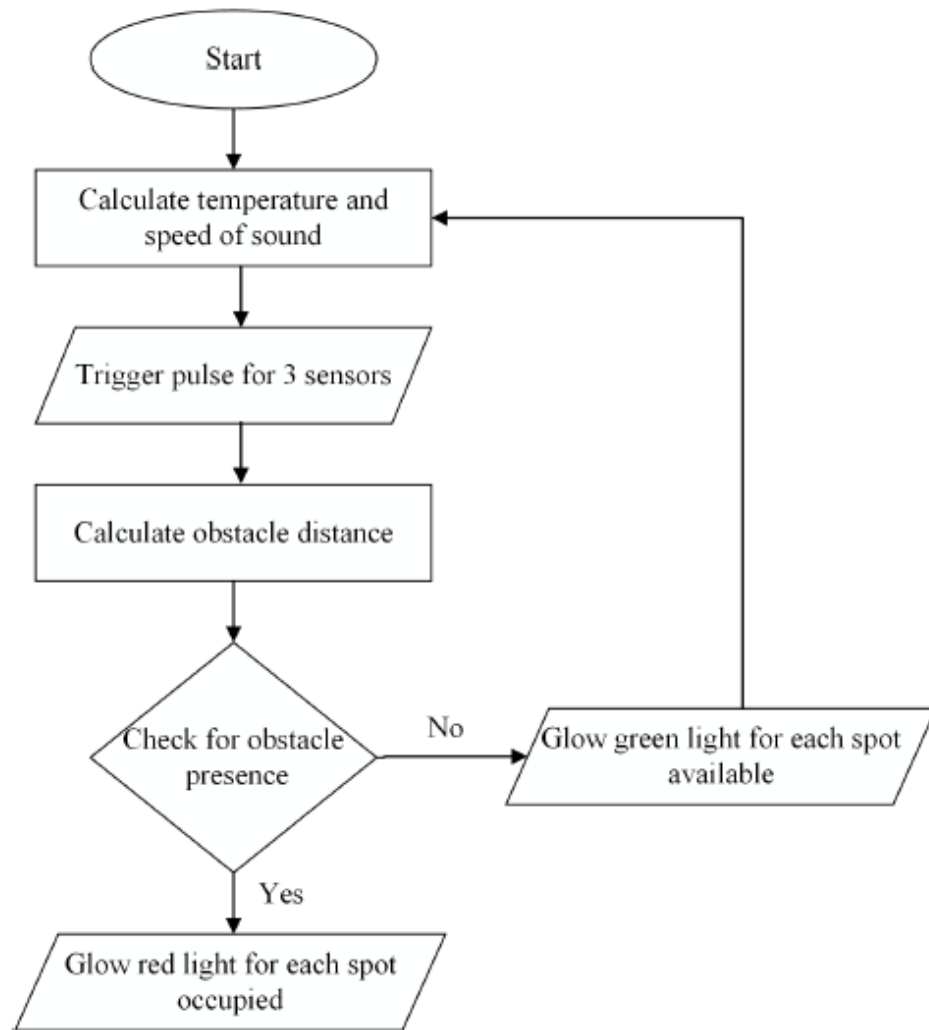 Start
Calculate temperature and
speed of sound
Trigger pulse for 3 sensors
Calculate obstacle distance
Check for obstacle
presence
No
Glow green light for each spot
available
Yes
Glow red light for each spot
occupied